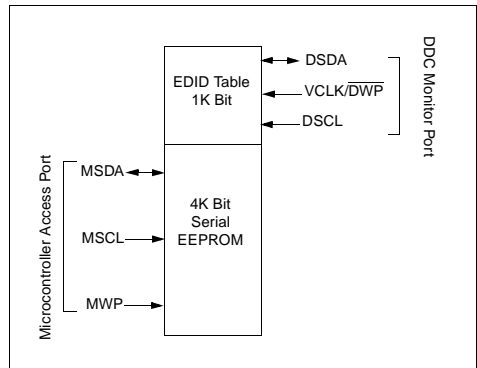 EDID Table
1K Bit
DSDA
VCLK/DWP
DSCL
DDC Monitor Port
4K Bit
Serial
EEPROM
MSDA
MSCL
MWP
Microcontroller Access Port